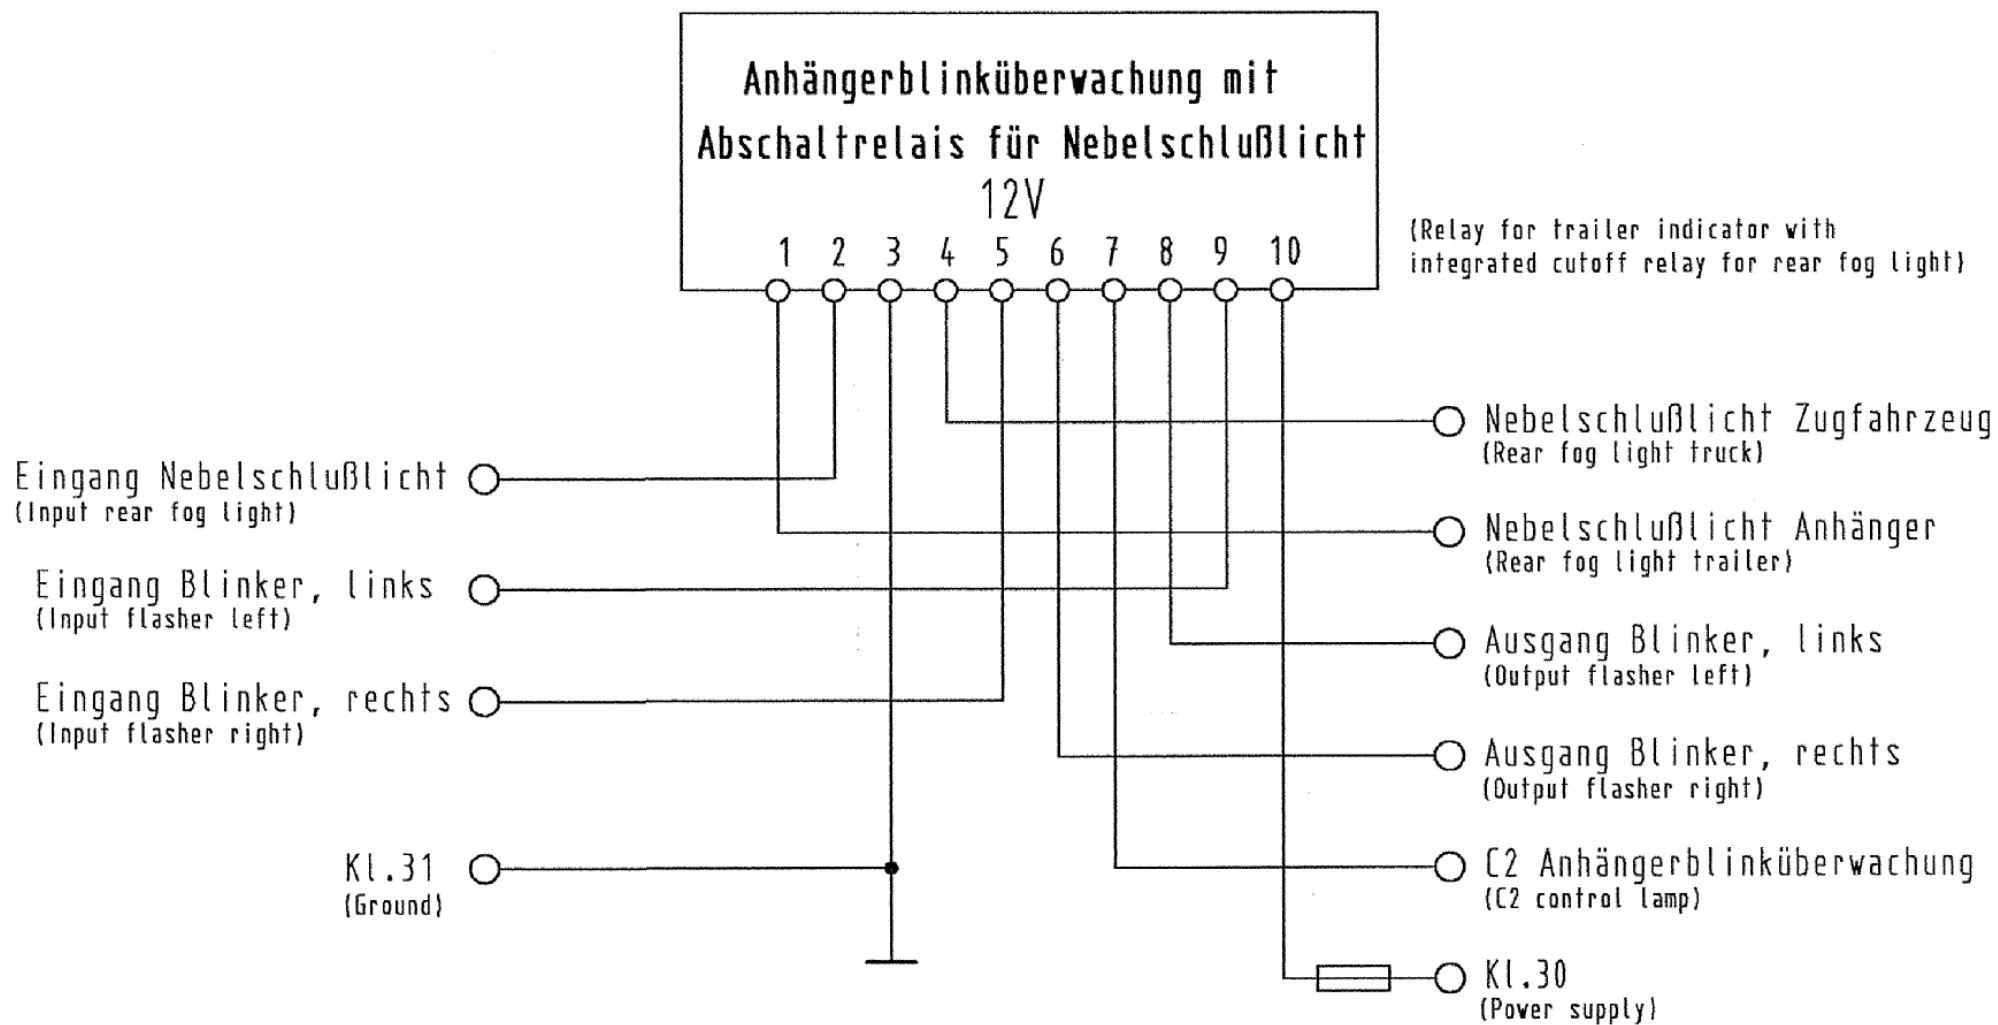 Anhängerblinküberwachung mit
Abschaltrelais für Nebelschlußlicht
12V
1 2 3 4 5 6 7 8 9 10
(Relay for trailer indicator with
integrated cutoff relay for rear fog light)
Eingang Nebelschlußlicht
(Input rear fog light)
Eingang Blinker, links
(Input flasher left)
Eingang Blinker, rechts
(Input flasher right)
Kl.31
(Ground)
Nebelschlußlicht Zugfahrzeug
(Rear fog light truck)
Nebelschlußlicht Anhänger
(Rear fog light trailer)
Ausgang Blinker, links
(Output flasher left)
Ausgang Blinker, rechts
(Output flasher right)
C2 Anhängerblinküberwachung
(C2 control lamp)
Kl.30
(Power supply)